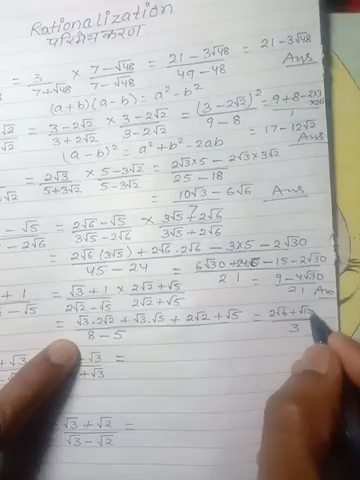 Rationalization
परिमेयकरण
= 3/(7+√48) × (7-√48)/(7-√48) = (21-3√48)/(49-48) = 21-3√48
Ans
(a+b)(a-b) = a²-b²
= (3-2√2)/(3+2√2) × (3-2√2)/(3-2√2) = (3-2√2)²/(9-8) = (9+8-2×3×2√2)/1
= 17-12√2
(a-b)² = a²+b²-2ab Ans
= 2√3/(5+3√2) × (5-3√2)/(5-3√2) = (2√3×5-2√3×3√2)/(25-18)
= (10√3-6√6)/7 Ans
-√5/-2√6 = (2√6-√5)/(3√5-2√6) × (3√5+2√6)/(3√5+2√6)
= (2√6(3√5)+2√6.2√6-3×5-2√30)/(45-24) = (6√30+24-15-2√30)/21
= (9-4√30)/21 Ans
+1/-√5 = (√3+1)/(2√2-√5) × (2√2+√5)/(2√2+√5)
= (√3.2√2+√3.√5+2√2+√5)/(8-5) = (2√6+√15)/3
+√3 -√3/+√3 =
(√3+√2)/(√3-√2) =